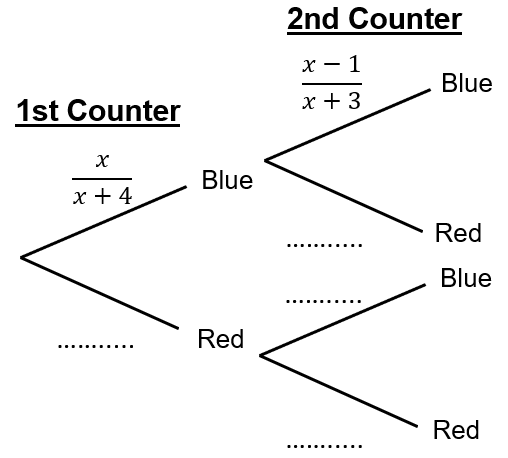 2nd Counter
x − 1
x + 3
Blue
1st Counter
x
x + 4
Blue
...........
Red
...........
Blue
...........
Red
...........
Red